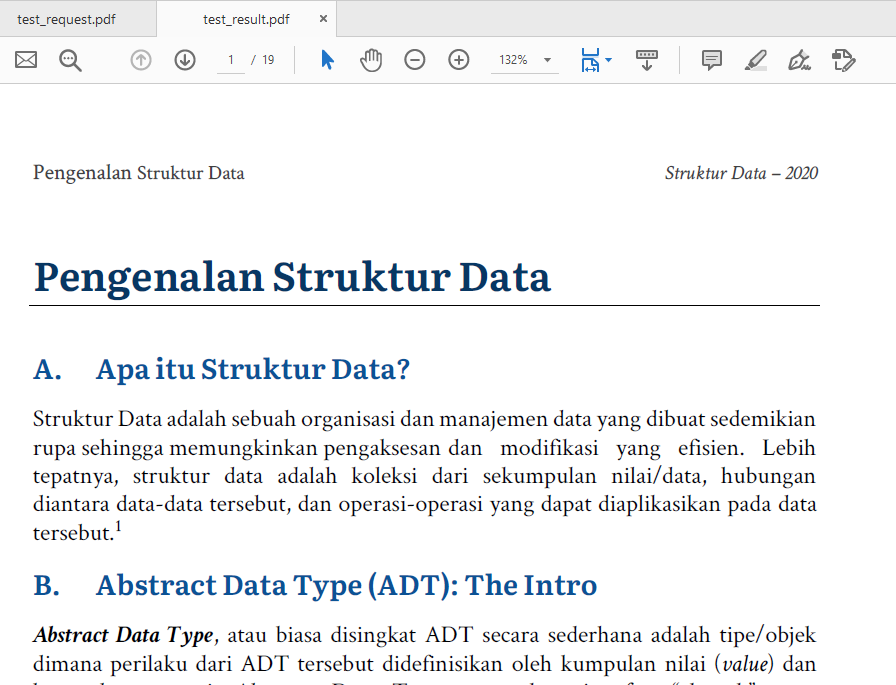 test_request.pdf
test_result.pdf ×
1 / 19
132%
Pengenalan Struktur Data
Struktur Data – 2020
Pengenalan Struktur Data
A. Apa itu Struktur Data?
Struktur Data adalah sebuah organisasi dan manajemen data yang dibuat sedemikian
rupa sehingga memungkinkan pengaksesan dan modifikasi yang efisien. Lebih
tepatnya, struktur data adalah koleksi dari sekumpulan nilai/data, hubungan
diantara data-data tersebut, dan operasi-operasi yang dapat diaplikasikan pada data
tersebut.¹
B. Abstract Data Type (ADT): The Intro
Abstract Data Type, atau biasa disingkat ADT secara sederhana adalah tipe/objek
dimana perilaku dari ADT tersebut didefinisikan oleh kumpulan nilai (value) dan